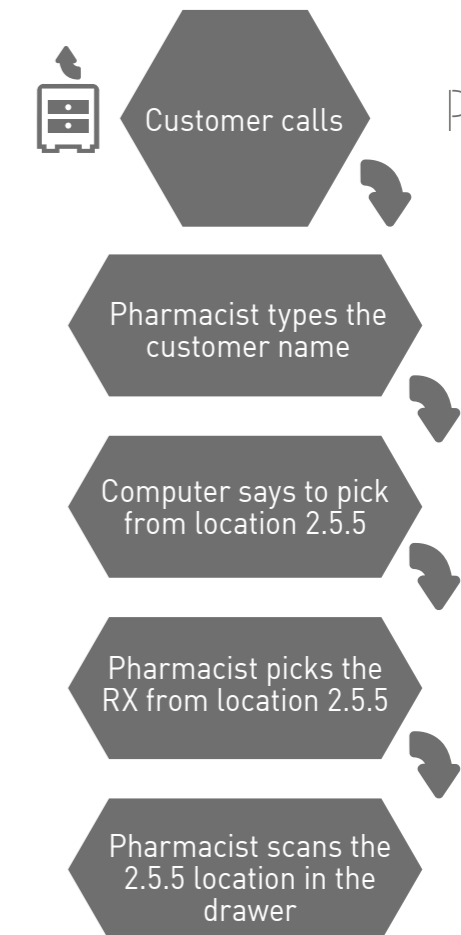 Customer calls
Pharmacist types the
customer name
Computer says to pick
from location 2.5.5
Pharmacist picks the
RX from location 2.5.5
Pharmacist scans the
2.5.5 location in the
drawer